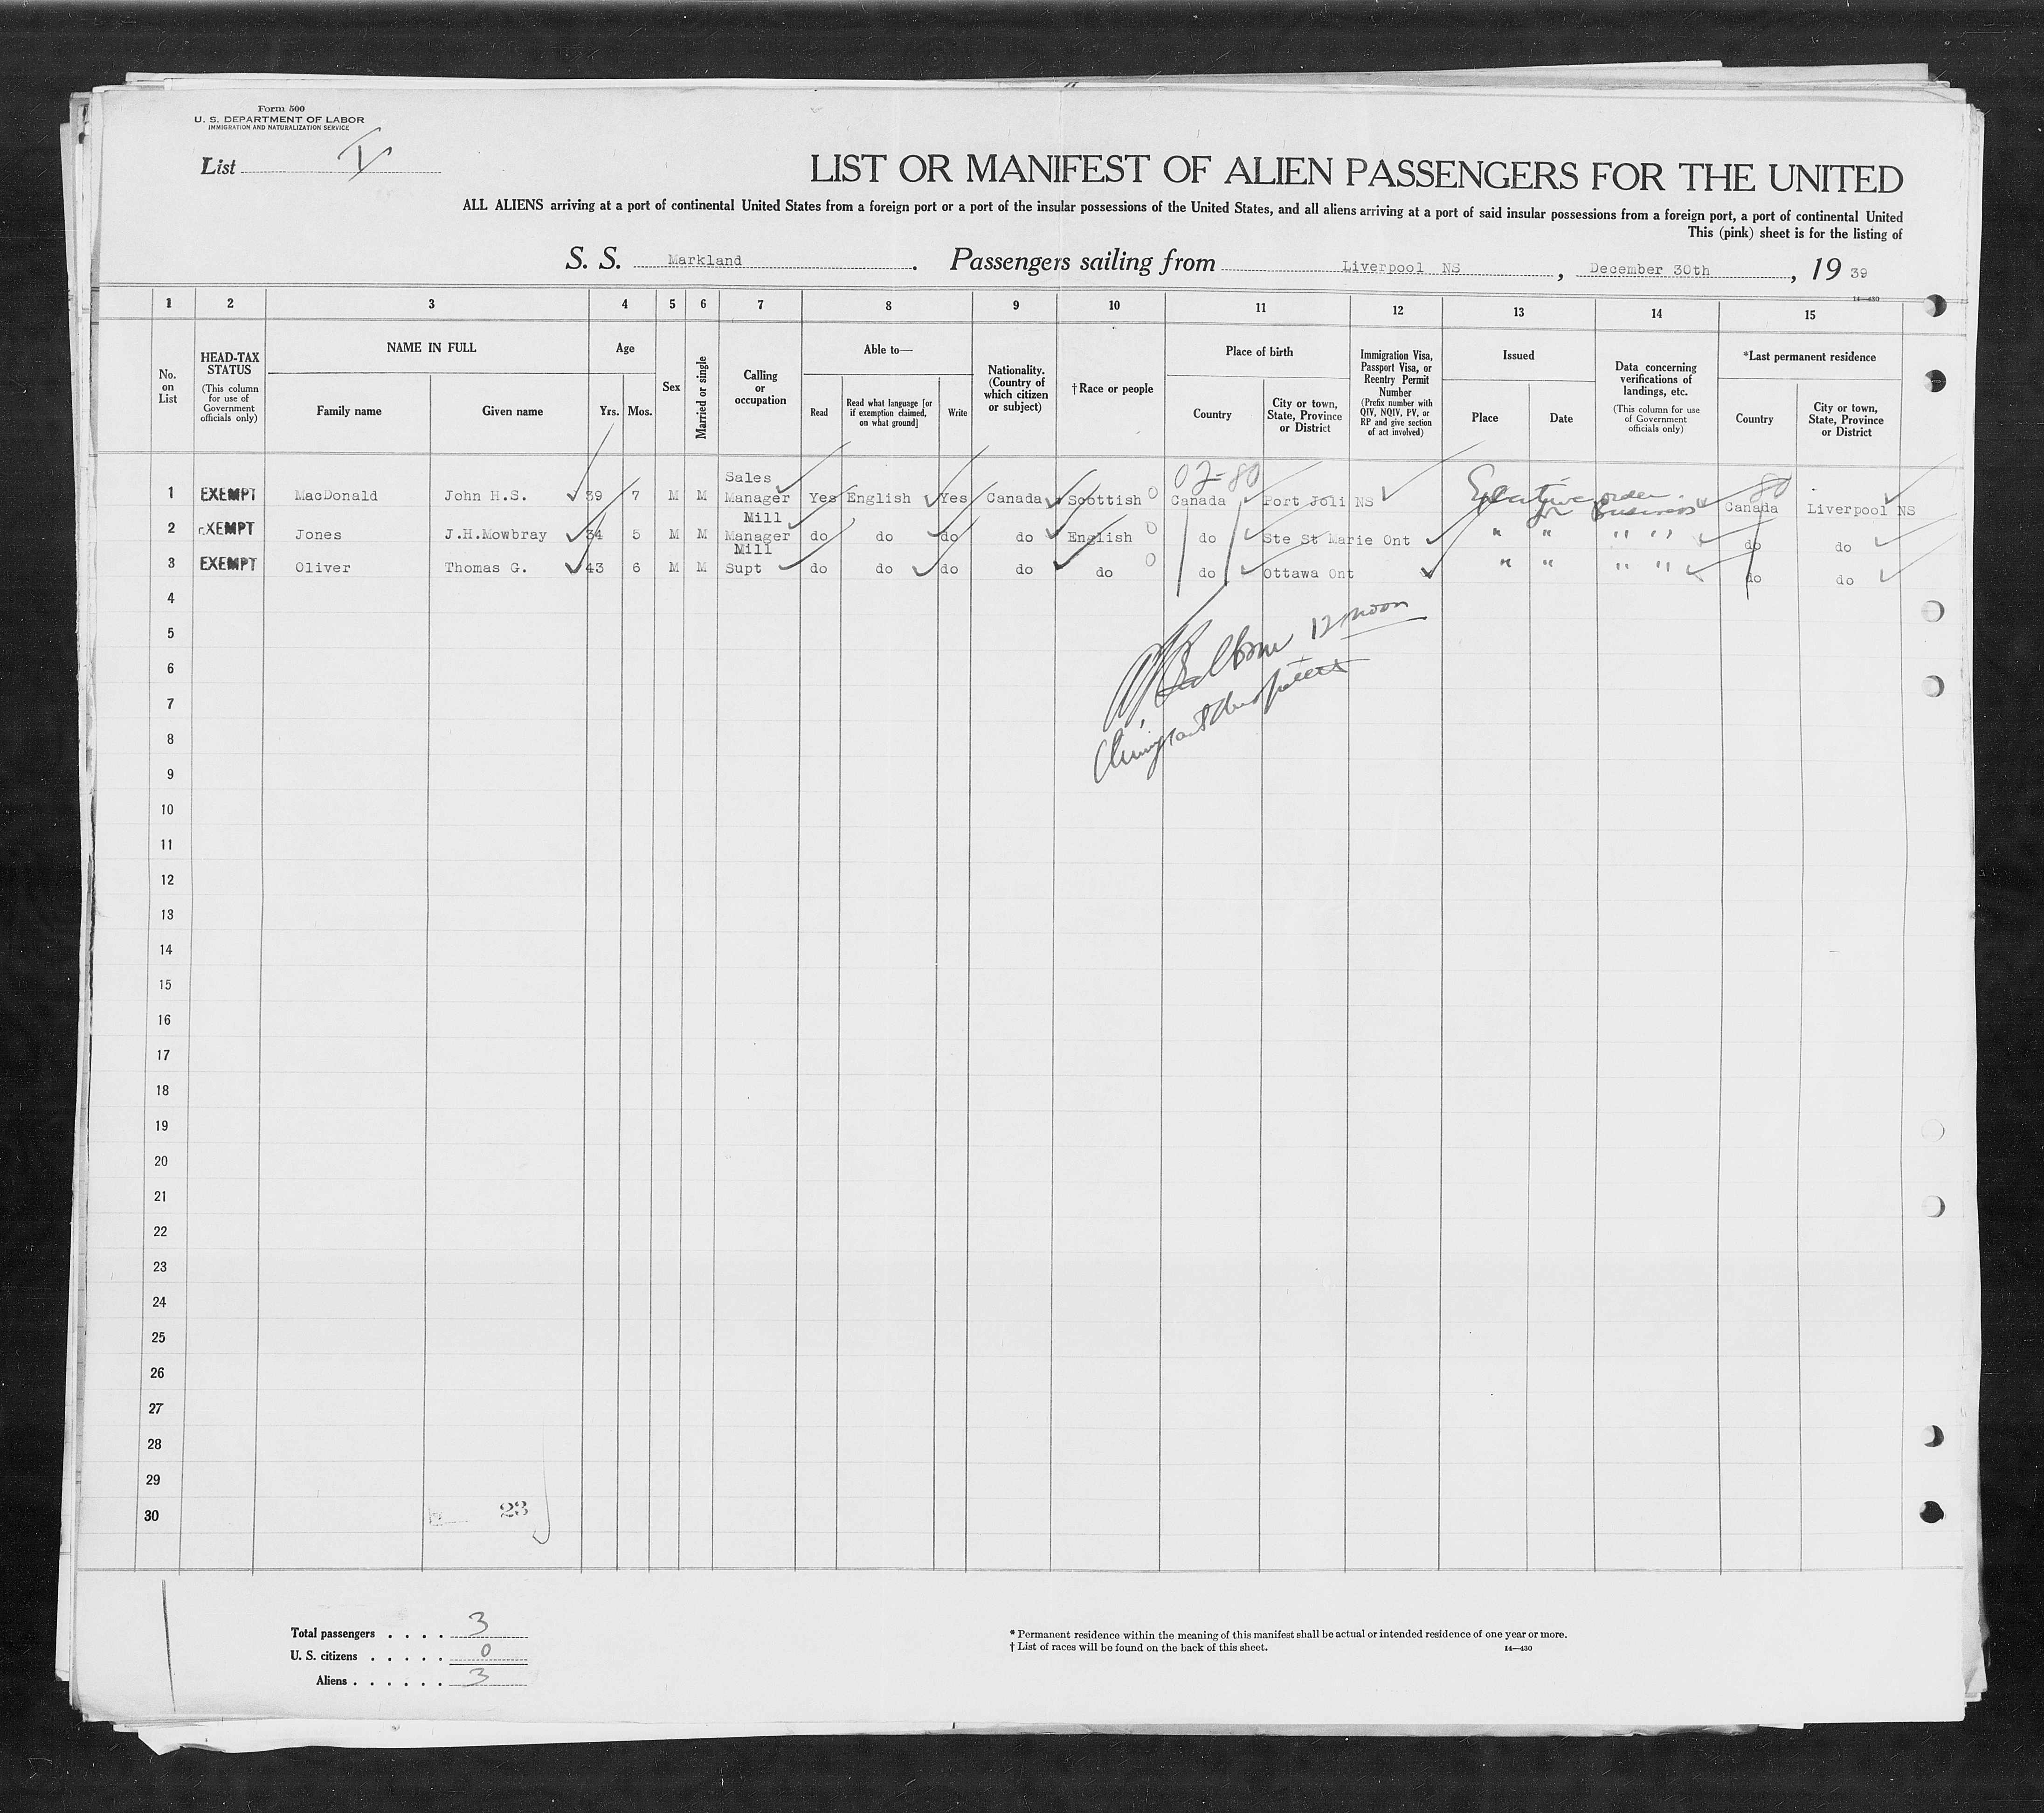 Form 500
U. S. DEPARTMENT OF LABOR
IMMIGRATION AND NATURALIZATION SERVICE
List I
LIST OR MANIFEST OF ALIEN PASSENGERS FOR THE UNITED
ALL ALIENS arriving at a port of continental United States from a foreign port or a port of the insular possessions of the United States, and all aliens arriving at a port of said insular possessions from a foreign port, a port of continental United
This (pink) sheet is for the listing of
S. S. Markland. Passengers sailing from Liverpool NS, December 30th, 19 39
14—430
1 2 3 4 5 6 7 8 9 10 11 12 13 14 15
No. on List
HEAD-TAX STATUS (This column for use of Government officials only)
NAME IN FULL
Family name
Given name
Age
Yrs.
Mos.
Sex
Married or single
Calling or occupation
Able to—
Read
Read what language [or if exemption claimed, on what ground]
Write
Nationality. (Country of which citizen or subject)
†Race or people
Place of birth
Country
City or town, State, Province or District
Immigration Visa, Passport Visa, or Reentry Permit Number (Prefix number with QIV, NQIV, PV, or RP and give section of act involved)
Issued
Place
Date
Data concerning verifications of landings, etc. (This column for use of Government officials only)
*Last permanent residence
Country
City or town, State, Province or District
02-80
80
1 EXEMPT MacDonald John H.S. 39 7 M M Sales Manager Yes English Yes Canada Scottish 0 Canada Port Joli NS Executive order for Business Canada Liverpool NS
2 EXEMPT Jones J.H.Mowbray 34 5 M M Mill Manager do do do do English 0 do Ste St Marie Ont " " " " do do
3 EXEMPT Oliver Thomas G. 43 6 M M Mill Supt do do do do do 0 do Ottawa Ont " " " " do do
4
5
12 noon
6
7
8
9
10
11
12
13
14
15
16
17
18
19
20
21
22
23
24
25
26
27
28
29
30
23
Total passengers . . . . 3
U. S. citizens . . . . . 0
Aliens . . . . . . 3
* Permanent residence within the meaning of this manifest shall be actual or intended residence of one year or more.
† List of races will be found on the back of this sheet.
14—430